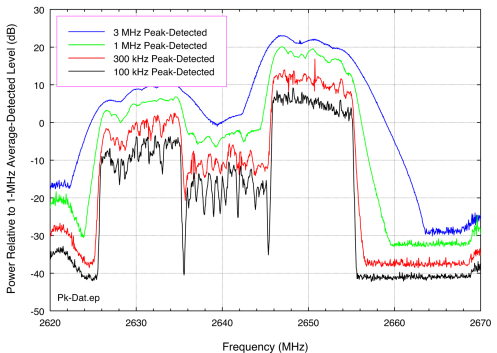 30
20
10
0
-10
-20
-30
-40
-50
Power Relative to 1-MHz Average-Detected Level (dB)
3 MHz Peak-Detected
1 MHz Peak-Detected
300 kHz Peak-Detected
100 kHz Peak-Detected
Pk-Dat.ep
2620 2630 2640 2650 2660 2670
Frequency (MHz)